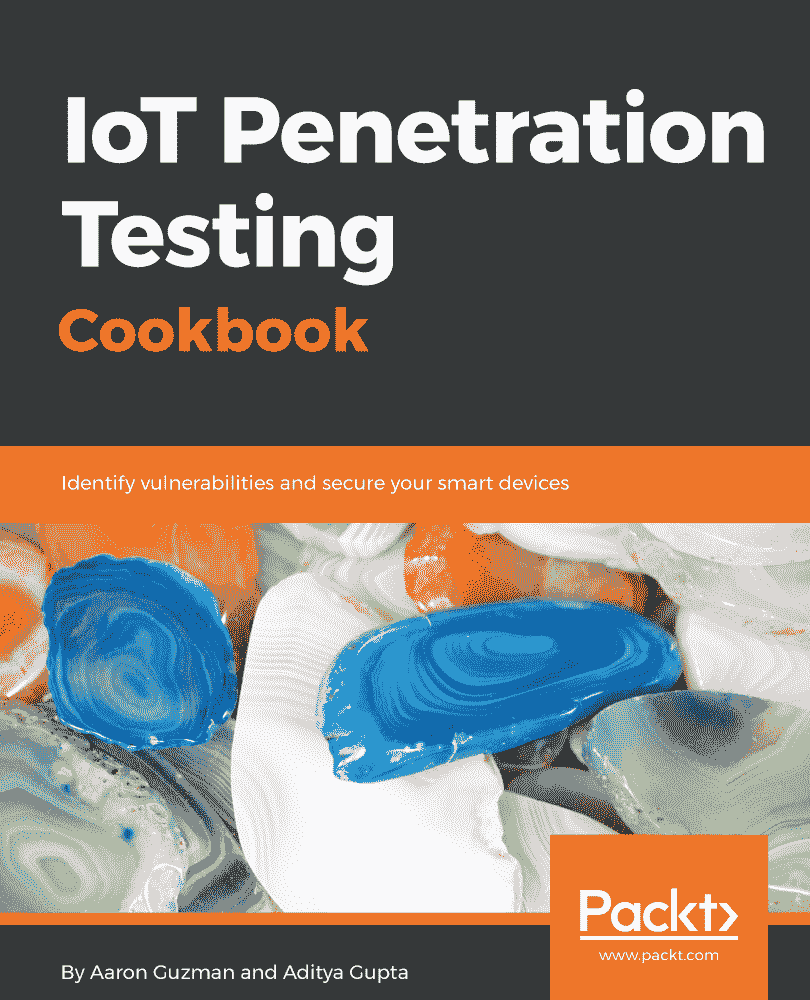 IoT Penetration
Testing
Cookbook
Identify vulnerabilities and secure your smart devices
Packt>
www.packt.com
By Aaron Guzman and Aditya Gupta